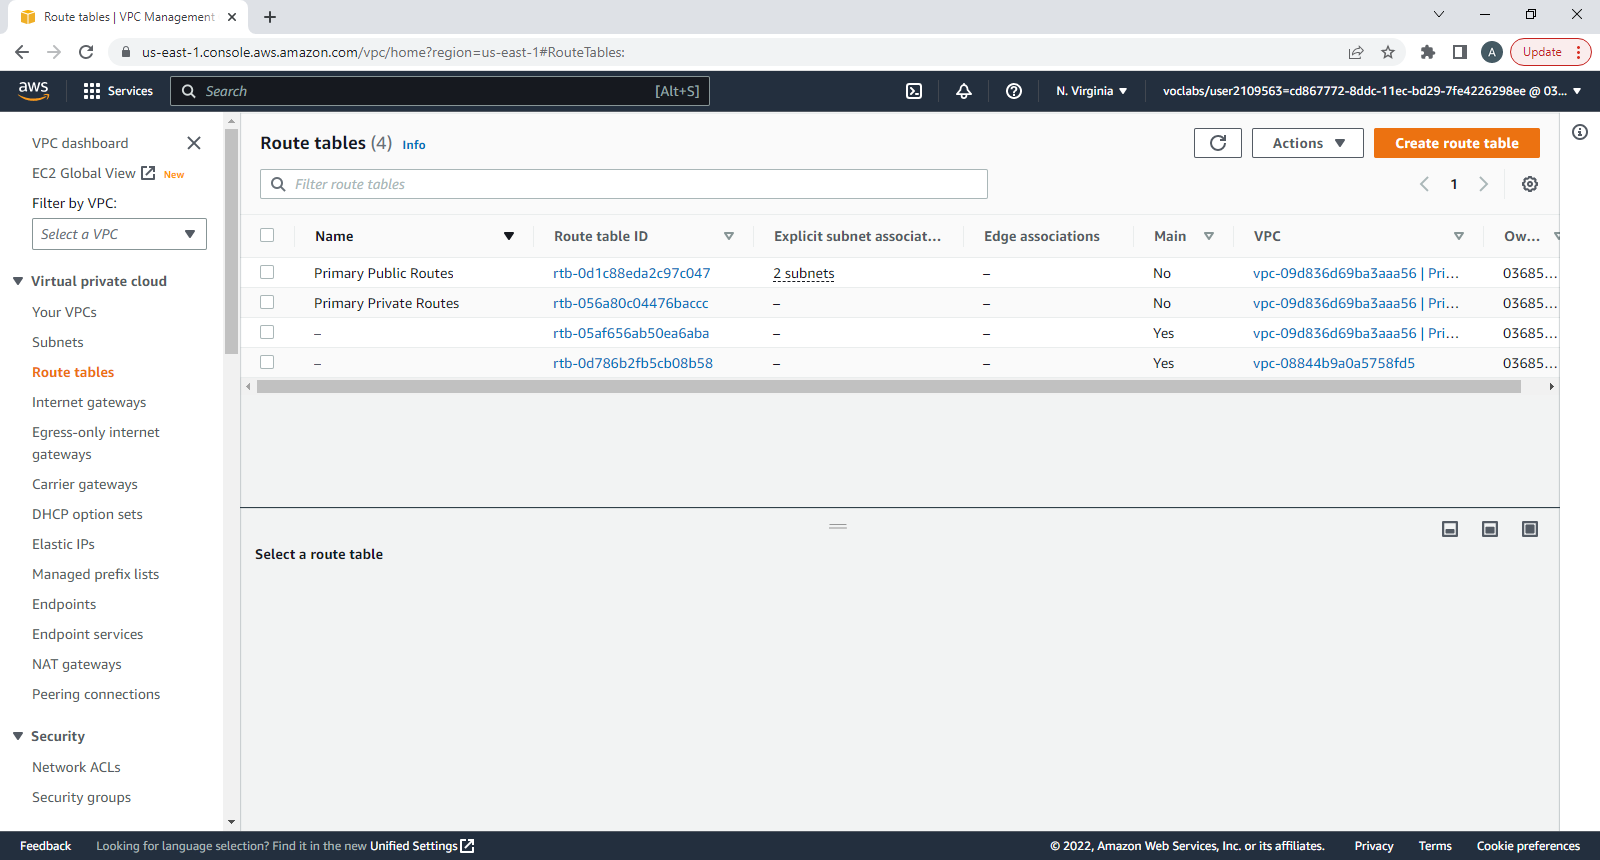 Route tables | VPC Management
us-east-1.console.aws.amazon.com/vpc/home?region=us-east-1#RouteTables:
A
Update
aws
Services
Search
[Alt+S]
N. Virginia
voclabs/user2109563=cd867772-8ddc-11ec-bd29-7fe4226298ee @ 03...
VPC dashboard
EC2 Global View New
Filter by VPC:
Select a VPC
Virtual private cloud
Your VPCs
Subnets
Route tables
Internet gateways
Egress-only internet
gateways
Carrier gateways
DHCP option sets
Elastic IPs
Managed prefix lists
Endpoints
Endpoint services
NAT gateways
Peering connections
Security
Network ACLs
Security groups
Route tables (4) Info
Actions
Create route table
Filter route tables
1
Name Route table ID Explicit subnet associat... Edge associations Main VPC Ow...
Primary Public Routes rtb-0d1c88eda2c97c047 2 subnets – No vpc-09d836d69ba3aaa56 | Pri... 03685...
Primary Private Routes rtb-056a80c04476baccc – – No vpc-09d836d69ba3aaa56 | Pri... 03685...
– rtb-05af656ab50ea6aba – – Yes vpc-09d836d69ba3aaa56 | Pri... 03685...
– rtb-0d786b2fb5cb08b58 – – Yes vpc-08844b9a0a5758fd5 03685...
Select a route table
Feedback Looking for language selection? Find it in the new Unified Settings © 2022, Amazon Web Services, Inc. or its affiliates. Privacy Terms Cookie preferences